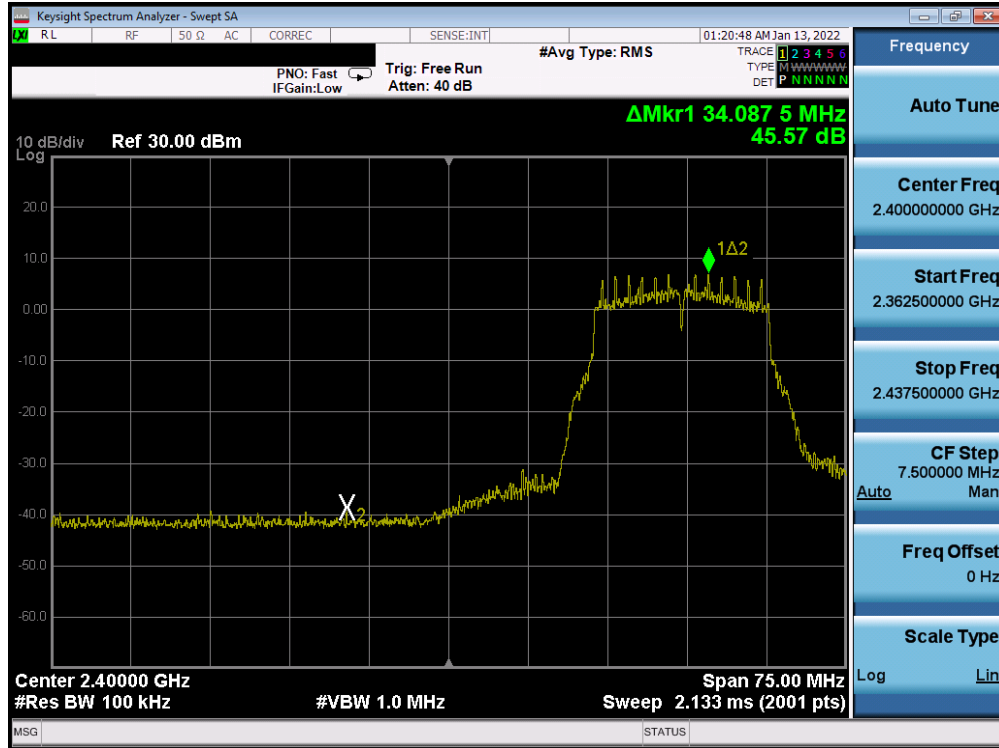 Keysight Spectrum Analyzer - Swept SA
LXI RL RF 50 Ω AC CORREC SENSE:INT 01:20:48 AM Jan 13, 2022
#Avg Type: RMS TRACE 1 2 3 4 5 6
PNO: Fast Trig: Free Run TYPE M WWWWW
IFGain:Low Atten: 40 dB DET P N N N N N
ΔMkr1 34.087 5 MHz
45.57 dB
10 dB/div Ref 30.00 dBm
Log
20.0
10.0
0.00
-10.0
-20.0
-30.0
-40.0
-50.0
-60.0
1Δ2
X2
Center 2.40000 GHz Span 75.00 MHz
#Res BW 100 kHz #VBW 1.0 MHz Sweep 2.133 ms (2001 pts)
MSG STATUS
Frequency
Auto Tune
Center Freq
2.400000000 GHz
Start Freq
2.362500000 GHz
Stop Freq
2.437500000 GHz
CF Step
7.500000 MHz
Auto Man
Freq Offset
0 Hz
Scale Type
Log Lin